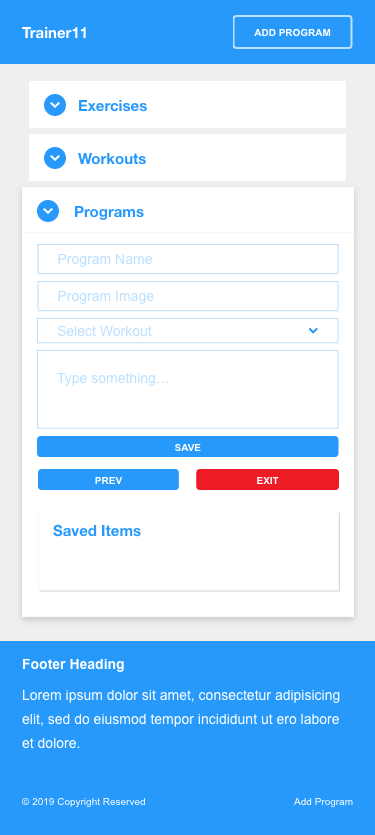 Trainer11
ADD PROGRAM
Exercises
Workouts
Programs
Program Name
Program Image
Select Workout
Type something...
SAVE
PREV
EXIT
Saved Items
Footer Heading
Lorem ipsum dolor sit amet, consectetur adipisicing
elit, sed do eiusmod tempor incididunt ut ero labore
et dolore.
© 2019 Copyright Reserved
Add Program